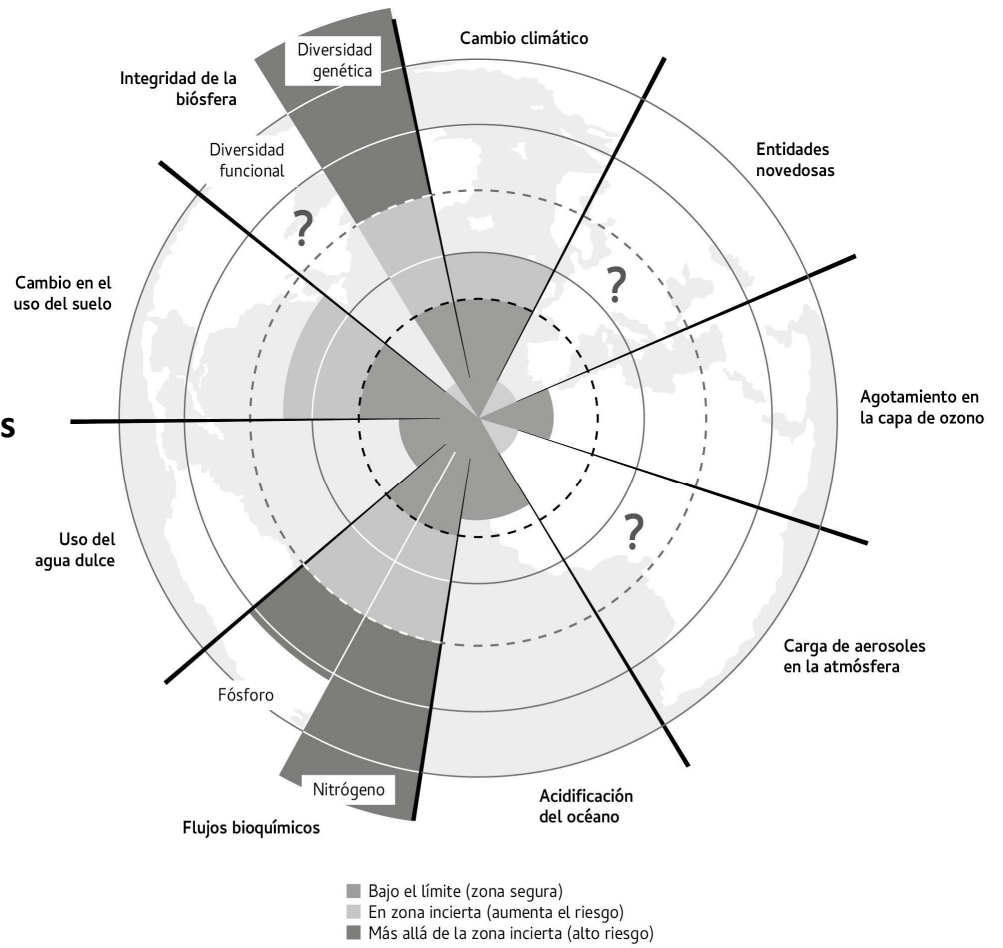 Cambio climático
Diversidad
genética
Integridad de la
biósfera
Diversidad
funcional
?
Entidades
novedosas
?
Cambio en el
uso del suelo
Agotamiento en
la capa de ozono
s
?
Uso del
agua dulce
Carga de aerosoles
en la atmósfera
Fósforo
Nitrógeno
Flujos bioquímicos
Acidificación
del océano
Bajo el límite (zona segura)
En zona incierta (aumenta el riesgo)
Más allá de la zona incierta (alto riesgo)